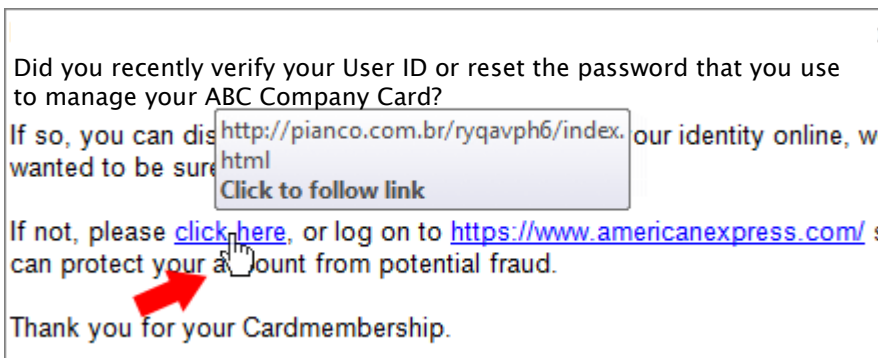 Did you recently verify your User ID or reset the password that you use
to manage your ABC Company Card?
If so, you can dis http://pianco.com.br/ryqavph6/index. our identity online, w
html
wanted to be sure
Click to follow link
If not, please click here, or log on to https://www.americanexpress.com/ s
can protect your a ount from potential fraud.
Thank you for your Cardmembership.